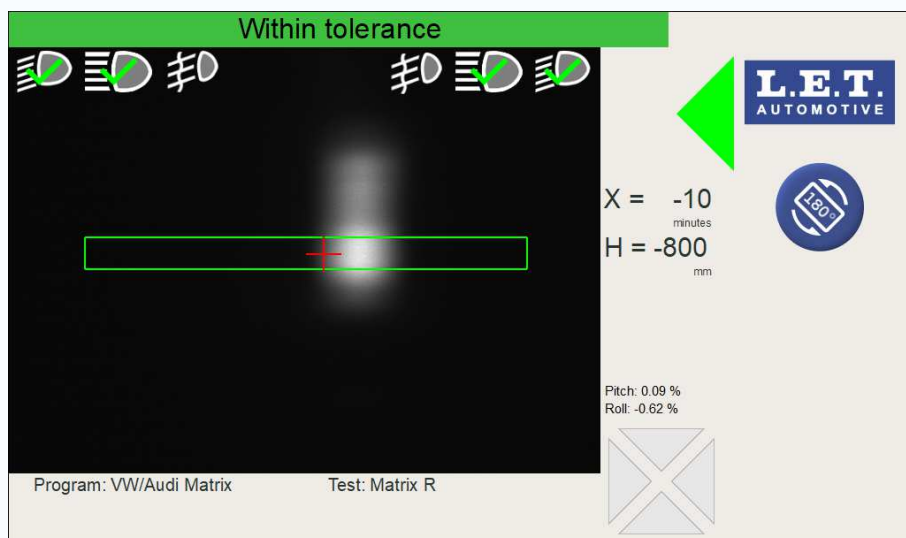 Within tolerance
L.E.T.
AUTOMOTIVE
180°
X = -10
minutes
H = -800
mm
Pitch: 0.09 %
Roll: -0.62 %
Program: VW/Audi Matrix Test: Matrix R